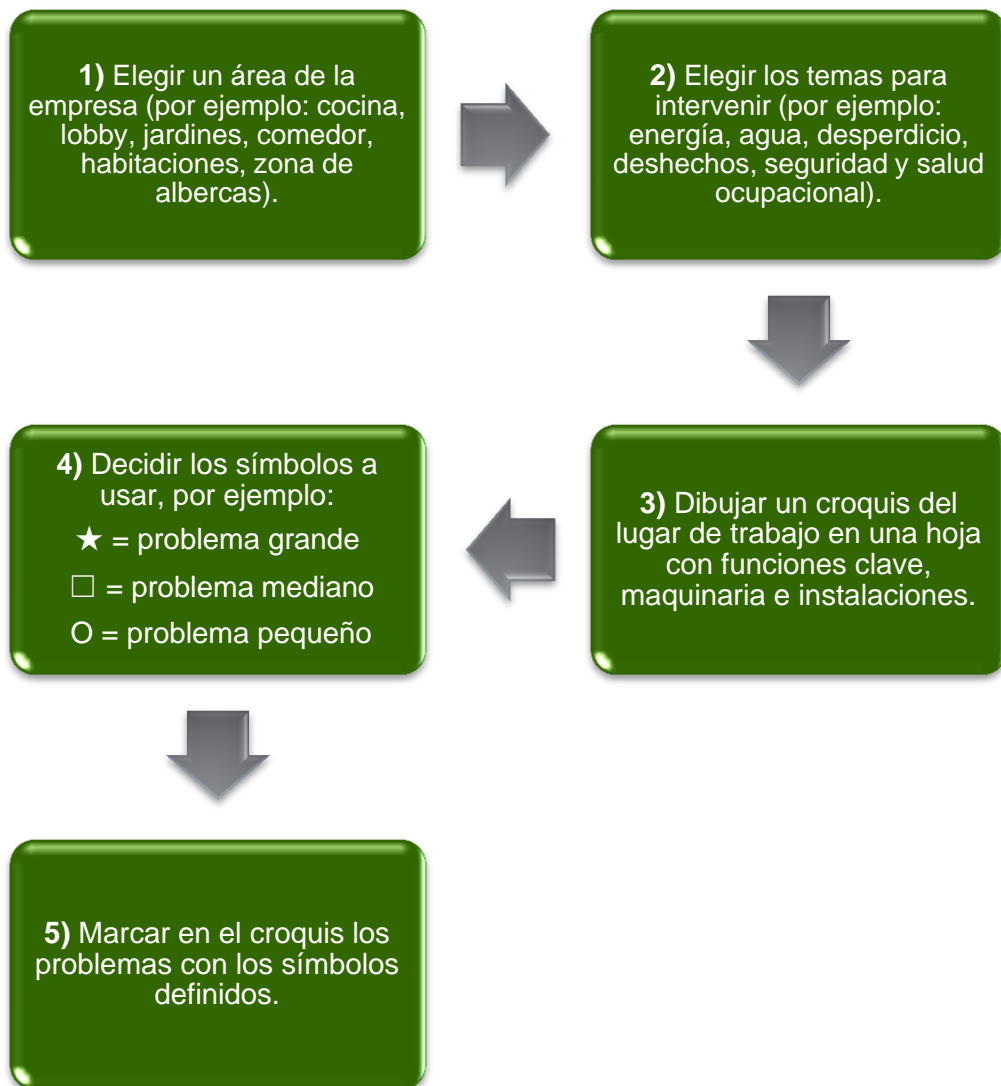 1) Elegir un área de la
empresa (por ejemplo: cocina,
lobby, jardines, comedor,
habitaciones, zona de
albercas).
2) Elegir los temas para
intervenir (por ejemplo:
energía, agua, desperdicio,
deshechos, seguridad y salud
ocupacional).
3) Dibujar un croquis del
lugar de trabajo en una hoja
con funciones clave,
maquinaria e instalaciones.
4) Decidir los símbolos a
usar, por ejemplo:
★ = problema grande
□ = problema mediano
O = problema pequeño
5) Marcar en el croquis los
problemas con los símbolos
definidos.